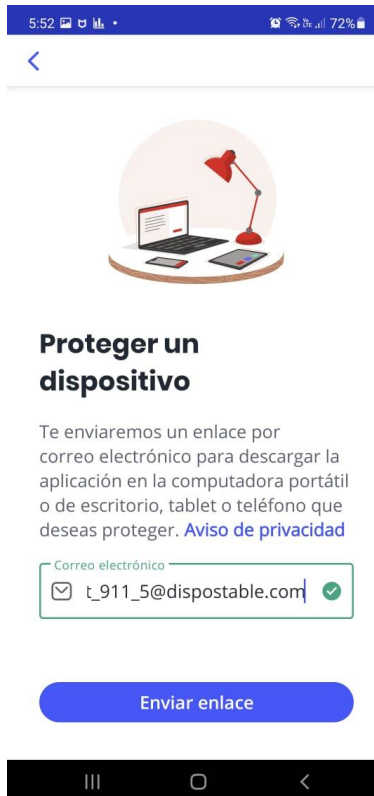 5:52 72%
Proteger un
dispositivo
Te enviaremos un enlace por
correo electrónico para descargar la
aplicación en la computadora portátil
o de escritorio, tablet o teléfono que
deseas proteger. Aviso de privacidad
Correo electrónico
t_911_5@dispostable.com
Enviar enlace